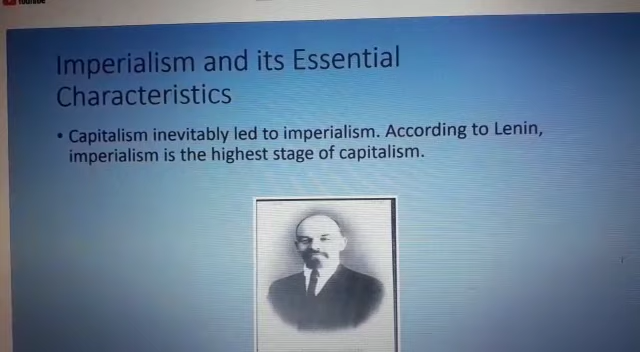 YouTube
Imperialism and its Essential
Characteristics
• Capitalism inevitably led to imperialism. According to Lenin,
imperialism is the highest stage of capitalism.